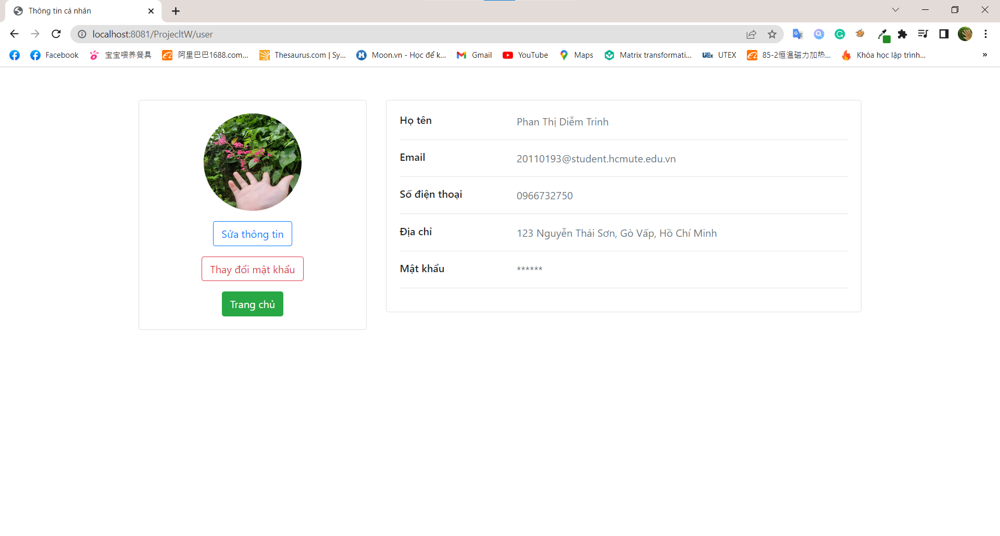 Thông tin cá nhân
localhost:8081/ProjecltW/user
Facebook
宝宝喂养餐具
阿里巴巴1688.com...
Thesaurus.com | Sy...
Moon.vn - Học để k...
Gmail
YouTube
Maps
Matrix transformati...
UEx
UTEX
85-2恒温磁力加热...
Khóa học lập trình...
»
Họ tên
Phan Thị Diễm Trinh
Email
20110193@student.hcmute.edu.vn
Số điện thoại
0966732750
Địa chỉ
123 Nguyễn Thái Sơn, Gò Vấp, Hồ Chí Minh
Mật khẩu
******
Sửa thông tin
Thay đổi mật khẩu
Trang chủ